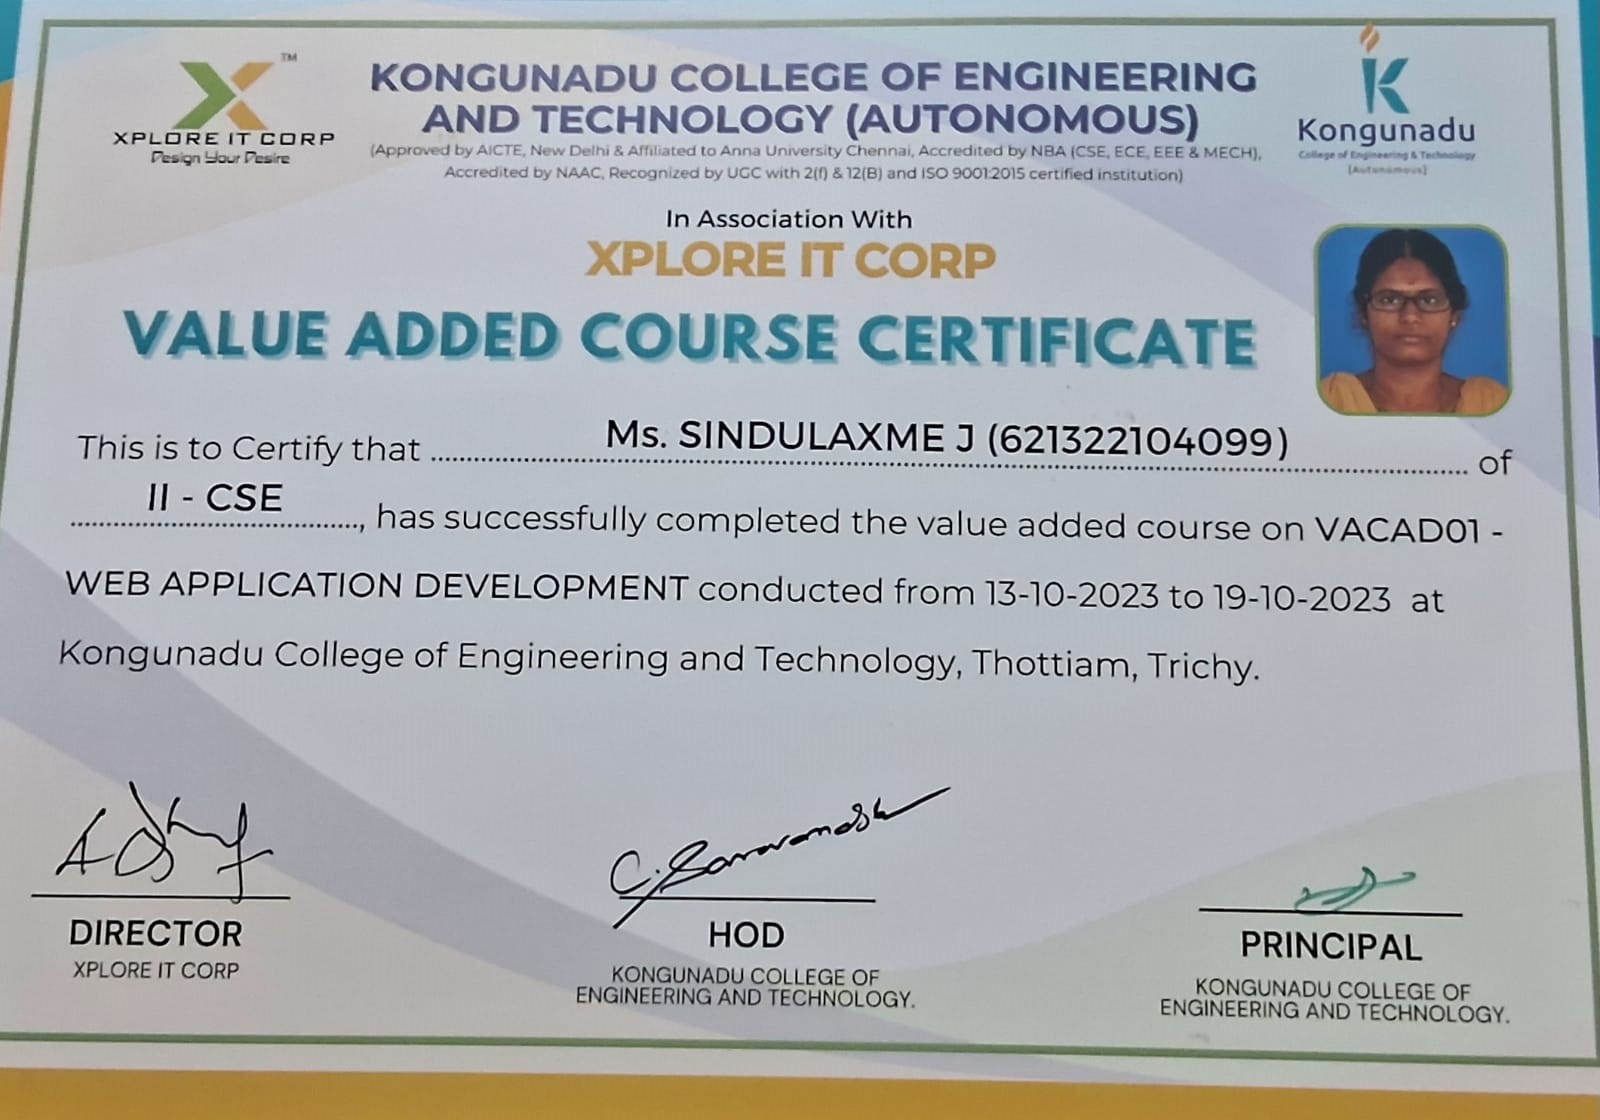 TM
XPLORE IT CORP
Design Your Desire
KONGUNADU COLLEGE OF ENGINEERING
AND TECHNOLOGY (AUTONOMOUS)
(Approved by AICTE, New Delhi & Affiliated to Anna University Chennai, Accredited by NBA (CSE, ECE, EEE & MECH),
Accredited by NAAC, Recognized by UGC with 2(f) & 12(B) and ISO 9001:2015 certified institution)
Kongunadu
College of Engineering & Technology
(Autonomous)
In Association With
XPLORE IT CORP
VALUE ADDED COURSE CERTIFICATE
This is to Certify that Ms. SINDULAXME J (621322104099) of
II - CSE, has successfully completed the value added course on VACAD01 -
WEB APPLICATION DEVELOPMENT conducted from 13-10-2023 to 19-10-2023 at
Kongunadu College of Engineering and Technology, Thottiam, Trichy.
DIRECTOR
XPLORE IT CORP
HOD
KONGUNADU COLLEGE OF
ENGINEERING AND TECHNOLOGY.
PRINCIPAL
KONGUNADU COLLEGE OF
ENGINEERING AND TECHNOLOGY.